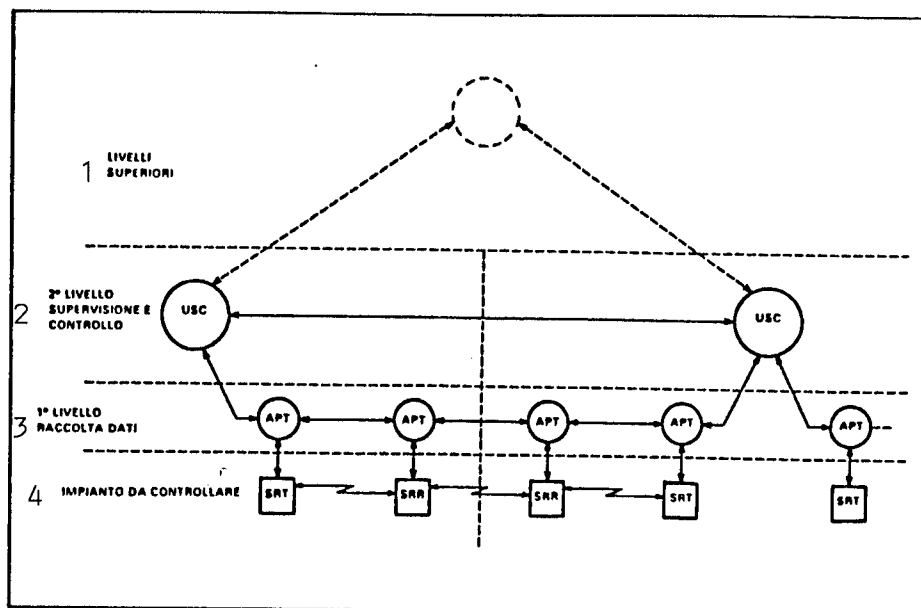 1 LIVELLI
SUPERIORI
2 2° LIVELLO
SUPERVISIONE E
CONTROLLO
USC
USC
3 1° LIVELLO
RACCOLTA DATI
APT
APT
APT
APT
APT
4 IMPIANTO DA CONTROLLARE
SRT
SRR
SRR
SRT
SRT